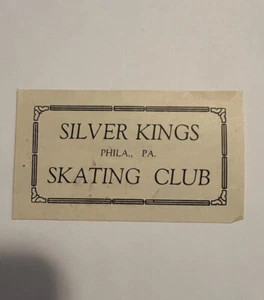 SILVER KINGS
PHILA., PA.
SKATING CLUB